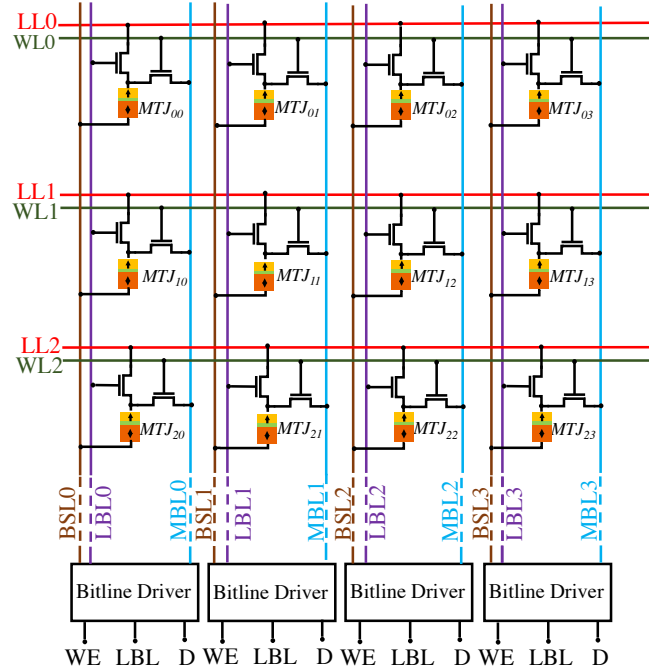 LL0
WL0
MTJ00 MTJ01 MTJ02 MTJ03
LL1
WL1
MTJ10 MTJ11 MTJ12 MTJ13
LL2
WL2
MTJ20 MTJ21 MTJ22 MTJ23
BSL0 LBL0 MBL0 BSL1 LBL1 MBL1 BSL2 LBL2 MBL2 BSL3 LBL3 MBL3
Bitline Driver Bitline Driver Bitline Driver Bitline Driver
WE LBL D WE LBL D WE LBL D WE LBL D